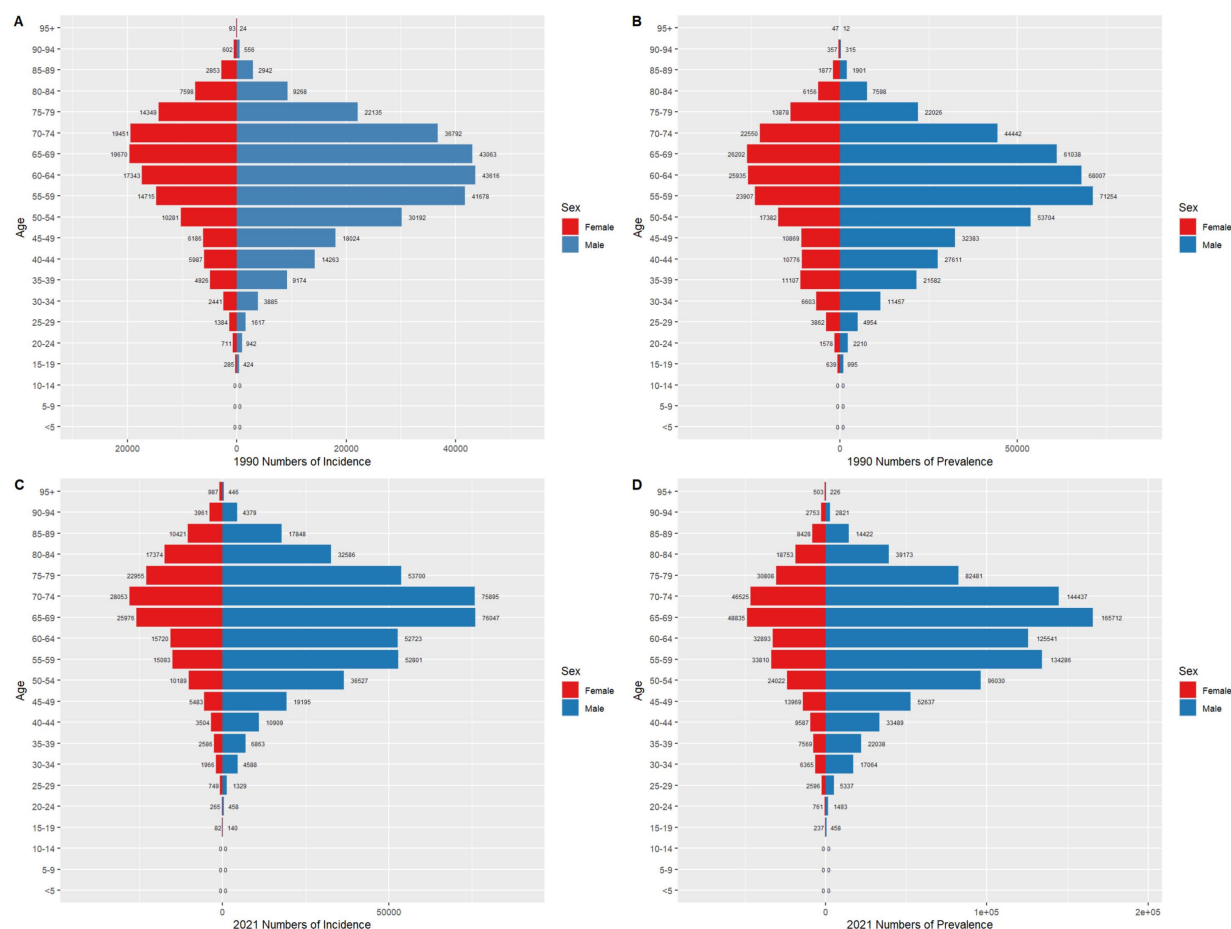 A
Age
95+ 93 24
90-94 602 556
85-89 2853 2942
80-84 7598 9268
75-79 14349 22135
70-74 19451 36792
65-69 19670 43063
60-64 17343 43616
55-59 14715 41678
50-54 10281 30192
45-49 6186 18024
40-44 5987 14263
35-39 4926 9174
30-34 2441 3885
25-29 1384 1617
20-24 711 942
15-19 285 424
10-14 0 0
5-9 0 0
<5 0 0
20000 0 20000 40000
1990 Numbers of Incidence
Sex
Female
Male
B
Age
95+ 47 12
90-94 357 315
85-89 1877 1901
80-84 6156 7598
75-79 13878 22026
70-74 22550 44442
65-69 26202 61038
60-64 25935 68007
55-59 23907 71254
50-54 17382 53704
45-49 10869 32383
40-44 10776 27611
35-39 11107 21582
30-34 6603 11457
25-29 3862 4954
20-24 1578 2210
15-19 639 995
10-14 0 0
5-9 0 0
<5 0 0
0 50000
1990 Numbers of Prevalence
Sex
Female
Male
C
Age
95+ 987 446
90-94 3961 4379
85-89 10421 17848
80-84 17374 32586
75-79 22955 53700
70-74 28053 75895
65-69 25976 76047
60-64 15720 52723
55-59 15093 52801
50-54 10189 36527
45-49 5483 19195
40-44 3504 10909
35-39 2586 6863
30-34 1966 4588
25-29 749 1329
20-24 265 458
15-19 82 140
10-14 0 0
5-9 0 0
<5 0 0
0 50000
2021 Numbers of Incidence
Sex
Female
Male
D
Age
95+ 503 226
90-94 2753 2821
85-89 8428 14422
80-84 18753 39173
75-79 30808 82481
70-74 46525 144437
65-69 48835 165712
60-64 32893 125541
55-59 33810 134286
50-54 24022 96030
45-49 13969 52637
40-44 9587 33489
35-39 7569 22038
30-34 6365 17064
25-29 2596 5337
20-24 761 1493
15-19 237 458
10-14 0 0
5-9 0 0
<5 0 0
0 1e+05 2e+05
2021 Numbers of Prevalence
Sex
Female
Male